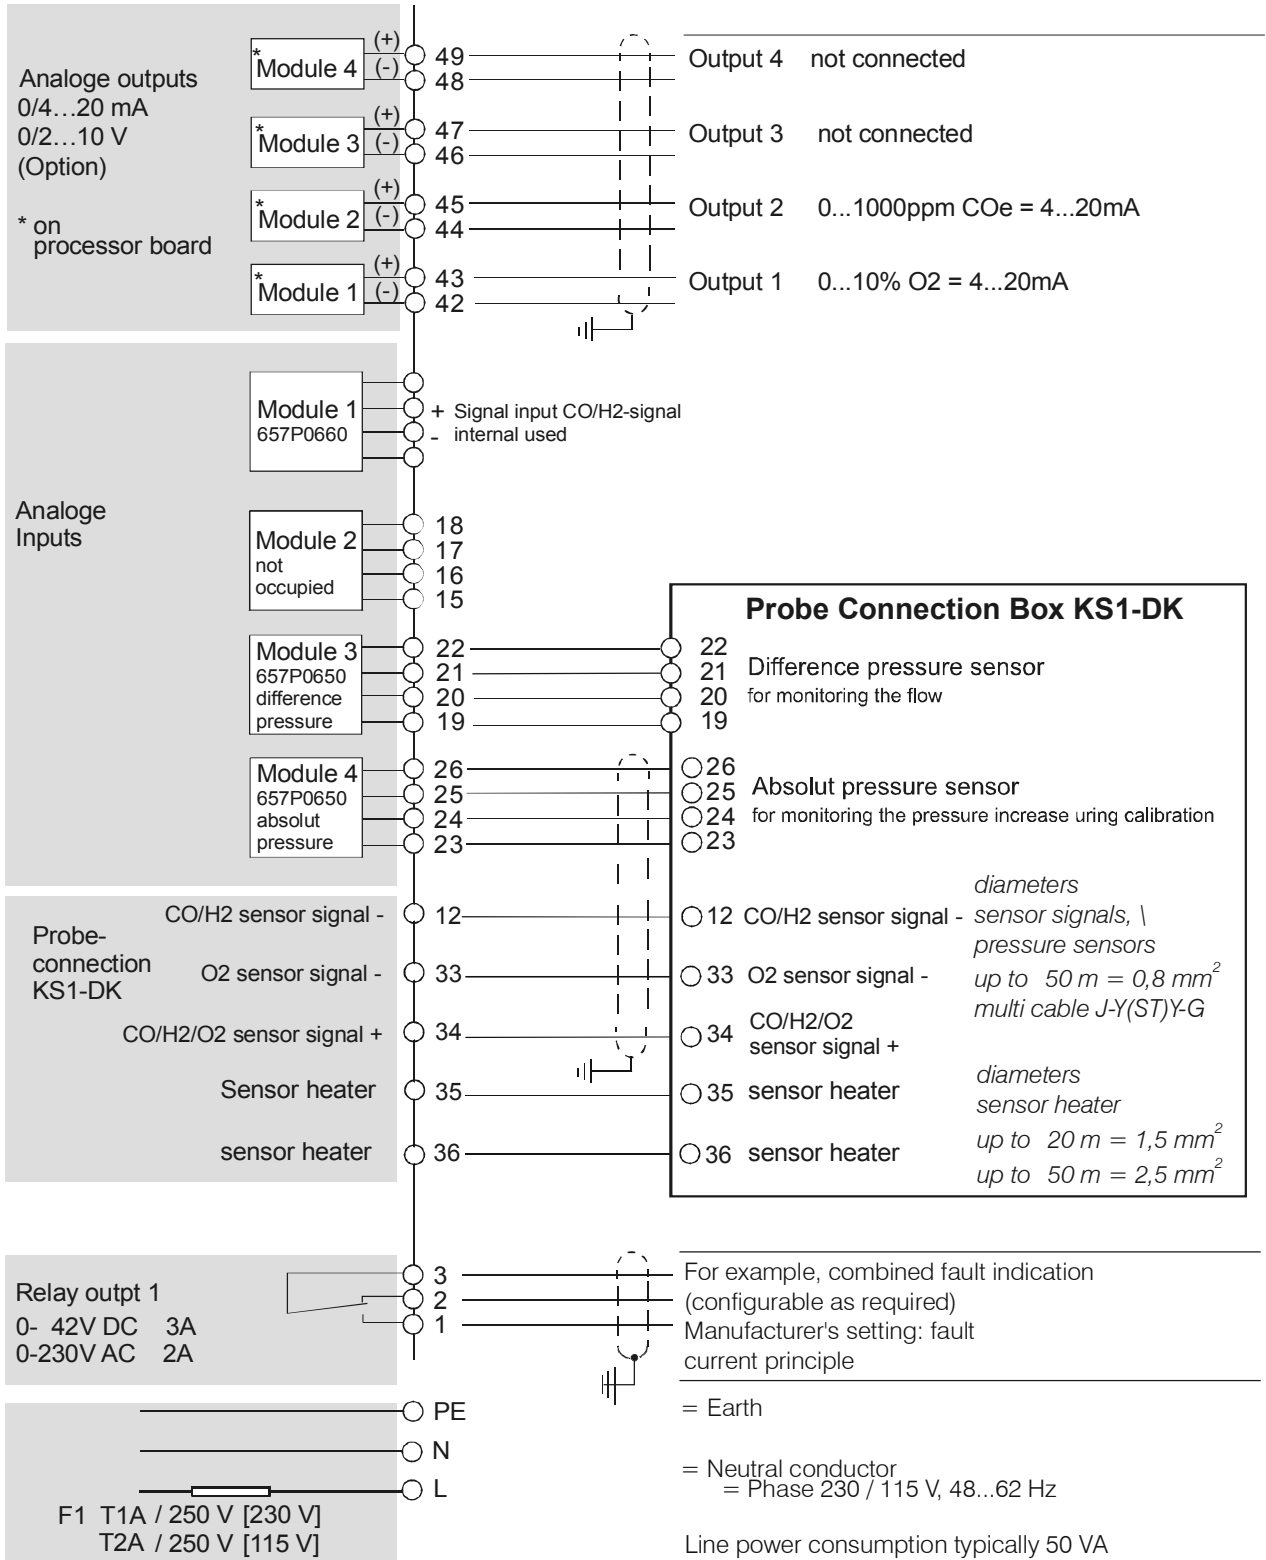 Analoge outputs
0/4...20 mA
0/2...10 V
(Option)
* on
processor board
*
Module 4
(+)
(-)
49
48
Output 4 not connected
*
Module 3
(+)
(-)
47
46
Output 3 not connected
*
Module 2
(+)
(-)
45
44
Output 2 0...1000ppm COe = 4...20mA
*
Module 1
(+)
(-)
43
42
Output 1 0...10% O2 = 4...20mA
Analoge
Inputs
Module 1
657P0660
+ Signal input CO/H2-signal
- internal used
Module 2
not
occupied
18
17
16
15
Module 3
657P0650
difference
pressure
22
21
20
19
Module 4
657P0650
absolut
pressure
26
25
24
23
Probe Connection Box KS1-DK
22
21
20
19
Difference pressure sensor
for monitoring the flow
26
25
24
23
Absolut pressure sensor
for monitoring the pressure increase uring calibration
Probe-
connection
KS1-DK
CO/H2 sensor signal -
12
O2 sensor signal -
33
CO/H2/O2 sensor signal +
34
Sensor heater
35
sensor heater
36
12 CO/H2 sensor signal -
33 O2 sensor signal -
34 CO/H2/O2
sensor signal +
35 sensor heater
36 sensor heater
diameters
sensor signals, \
pressure sensors
up to 50 m = 0,8 mm²
multi cable J-Y(ST)Y-G
diameters
sensor heater
up to 20 m = 1,5 mm²
up to 50 m = 2,5 mm²
Relay outpt 1
0- 42V DC 3A
0-230V AC 2A
3
2
1
For example, combined fault indication
(configurable as required)
Manufacturer's setting: fault
current principle
PE
= Earth
N
= Neutral conductor
L
= Phase 230 / 115 V, 48...62 Hz
F1 T1A / 250 V [230 V]
T2A / 250 V [115 V]
Line power consumption typically 50 VA